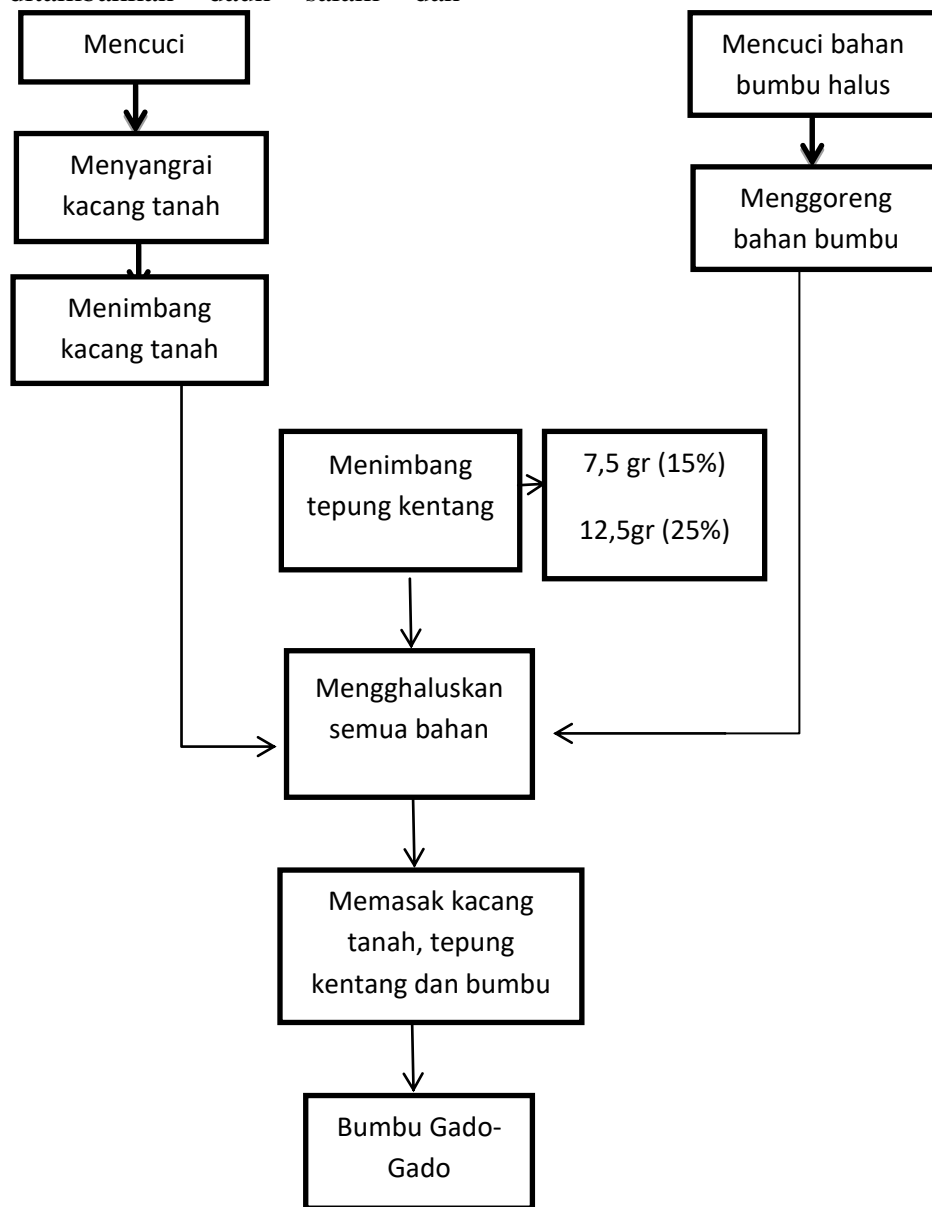 Mencuci
Menyangrai
kacang tanah
Menimbang
kacang tanah
Mencuci bahan
bumbu halus
Menggoreng
bahan bumbu
Menimbang
tepung kentang
7,5 gr (15%)
12,5gr (25%)
Mengghaluskan
semua bahan
Memasak kacang
tanah, tepung
kentang dan bumbu
Bumbu Gado-
Gado